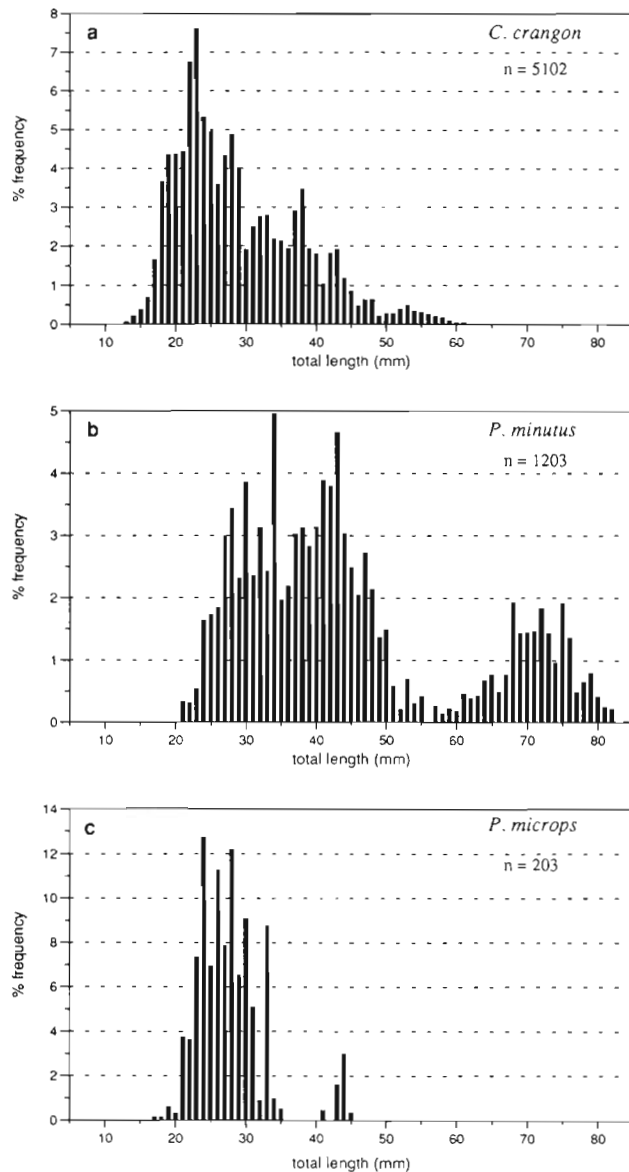 a
C. crangon
n = 5102
% frequency
8
7
6
5
4
3
2
1
0
10 20 30 40 50 60 70 80
total length (mm)
b
P. minutus
n = 1203
% frequency
5
4
3
2
1
0
10 20 30 40 50 60 70 80
total length (mm)
c
P. microps
n = 203
% frequency
14
12
10
8
6
4
2
0
10 20 30 40 50 60 70 80
total length (mm)